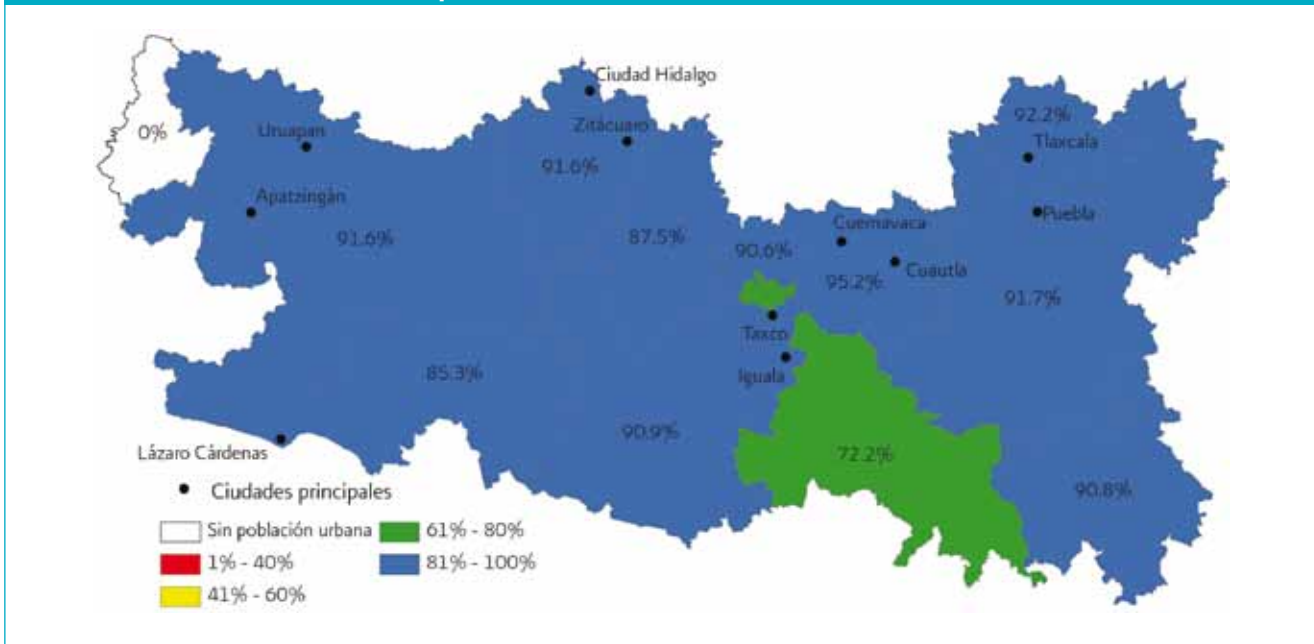 Ciudad Hidalgo
92.2%
0%
Uruapan
Zitácuaro
Tlaxcala
91.6%
Apatzingán
Puebla
91.6%
87.5%
90.6%
Cuernavaca
Cuautla
95.2%
91.7%
Taxco
Iguala
85.3%
90.9%
72.2%
Lázaro Cárdenas
90.8%
Ciudades principales
Sin población urbana
61% - 80%
1% - 40%
81% - 100%
41% - 60%